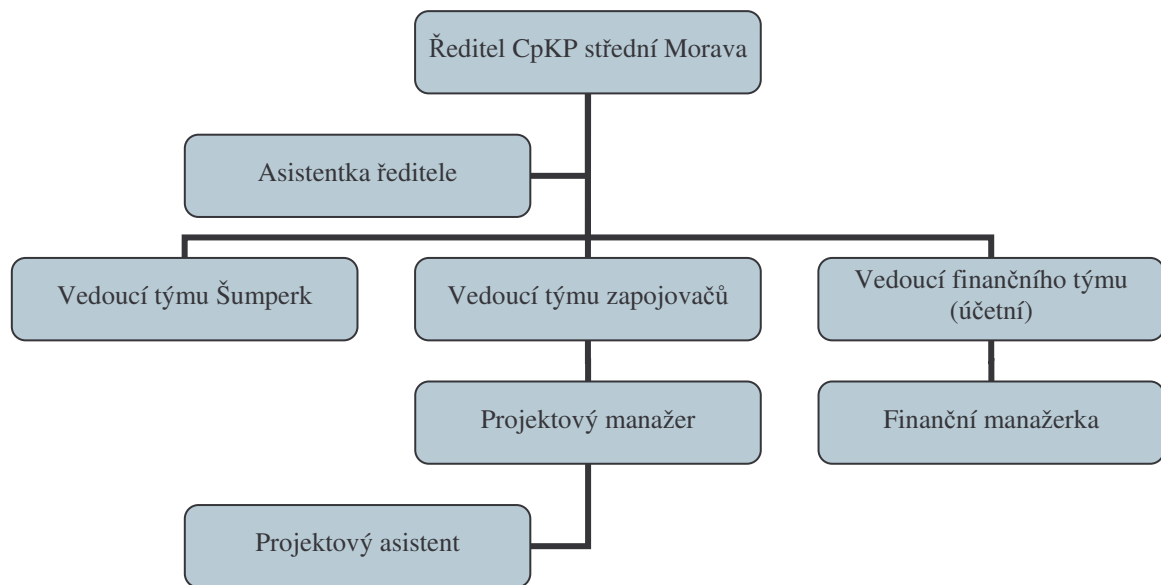 Ředitel CpKP střední Morava
Asistentka ředitele
Vedoucí týmu Šumperk
Vedoucí týmu zapojovačů
Vedoucí finančního týmu
(účetní)
Projektový manažer
Finanční manažerka
Projektový asistent